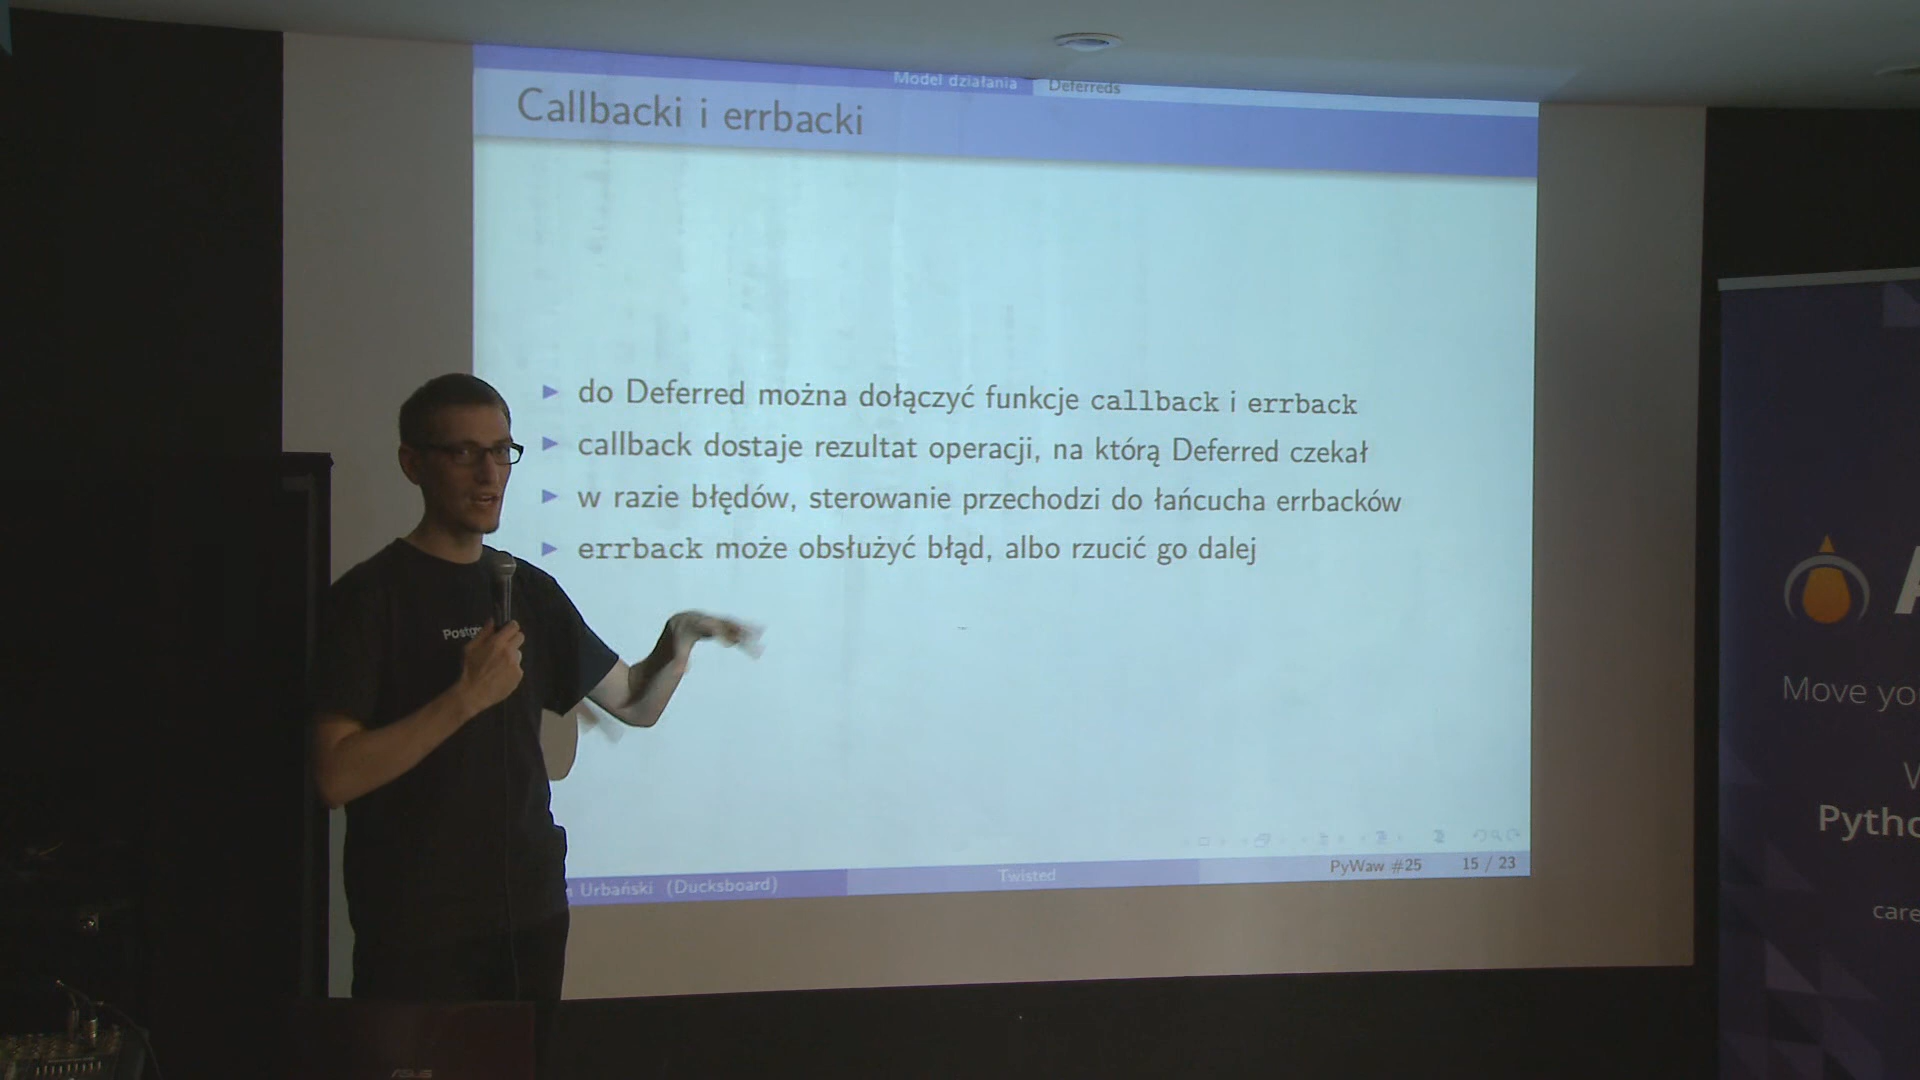 Model działania Deferreds
Callbacki i errbacki
do Deferred można dołączyć funkcje callback i errback
callback dostaje rezultat operacji, na którą Deferred czekał
w razie błędów, sterowanie przechodzi do łańcucha errbacków
errback może obsłużyć błąd, albo rzucić go dalej
Urbański (Ducksboard) Twisted PyWaw #25 15 / 23
Postg
Move yo
Pytho
care
ASUS